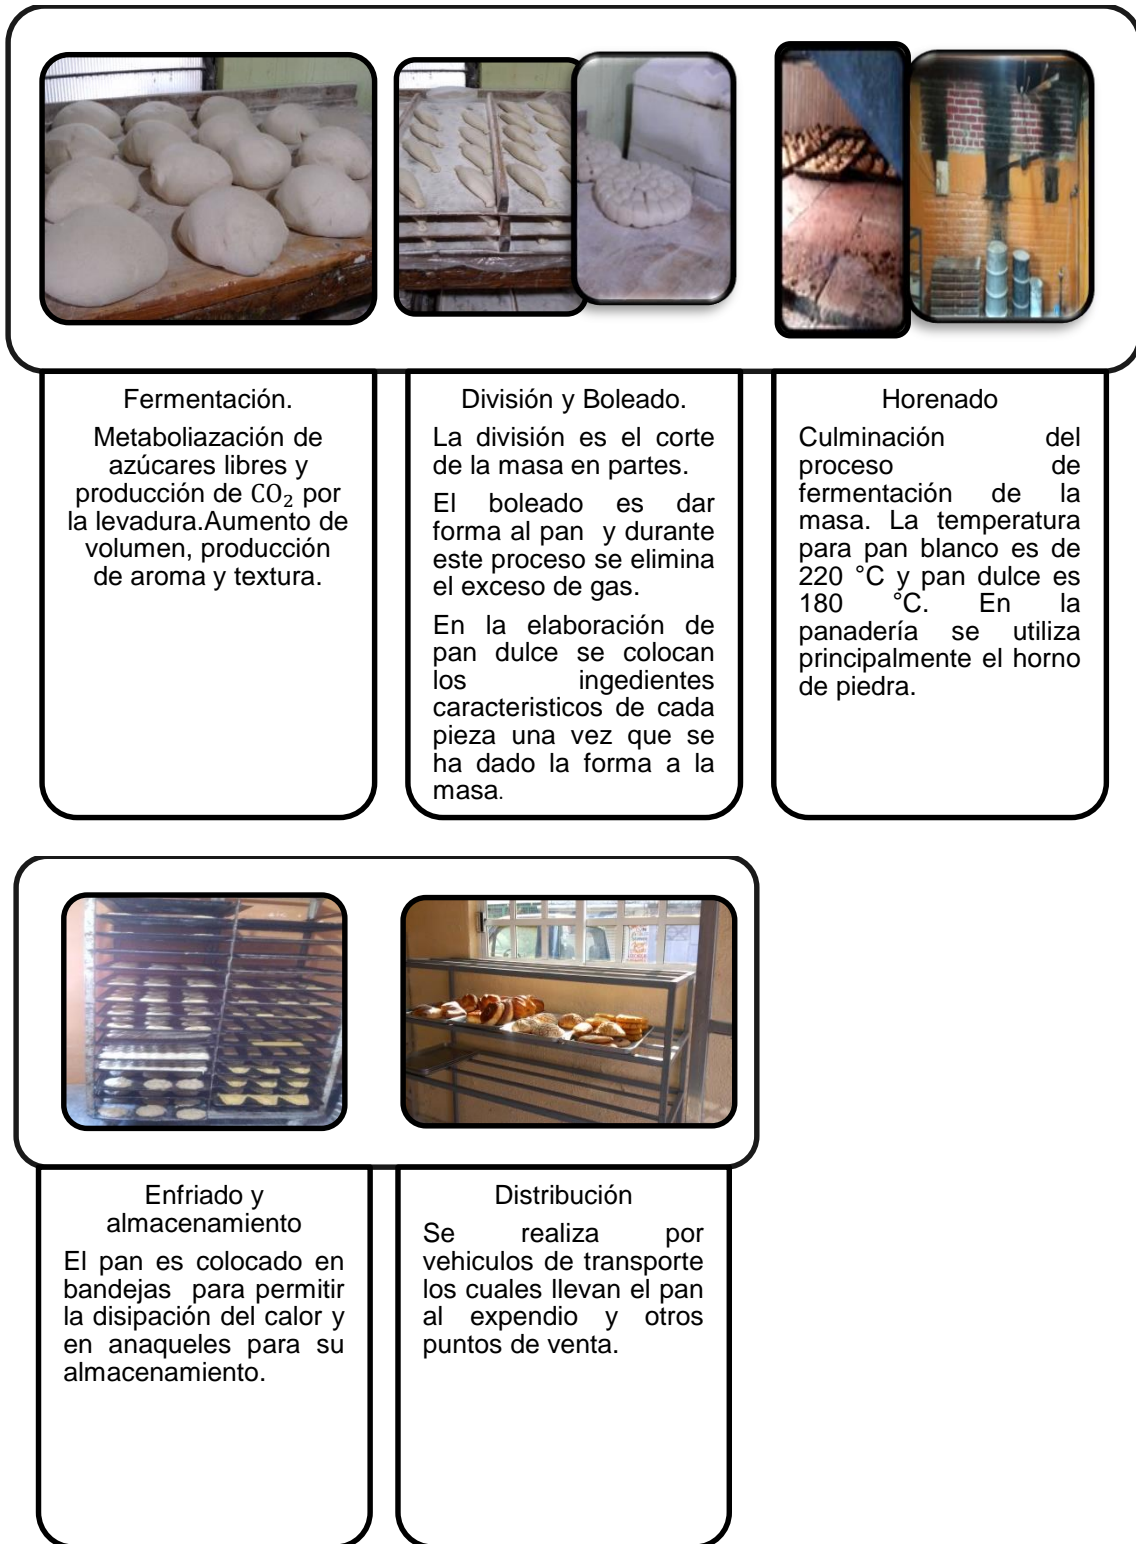 Fermentación.
Metaboliazación de
azúcares libres y
producción de CO₂ por
la levadura.Aumento de
volumen, producción
de aroma y textura.
División y Boleado.
La división es el corte
de la masa en partes.
El boleado es dar
forma al pan y durante
este proceso se elimina
el exceso de gas.
En la elaboración de
pan dulce se colocan
los ingedientes
caracteristicos de cada
pieza una vez que se
ha dado la forma a la
masa.
Horenado
Culminación del
proceso de
fermentación de la
masa. La temperatura
para pan blanco es de
220 °C y pan dulce es
180 °C. En la
panadería se utiliza
principalmente el horno
de piedra.
Enfriado y
almacenamiento
El pan es colocado en
bandejas para permitir
la disipación del calor y
en anaqueles para su
almacenamiento.
Distribución
Se realiza por
vehiculos de transporte
los cuales llevan el pan
al expendio y otros
puntos de venta.